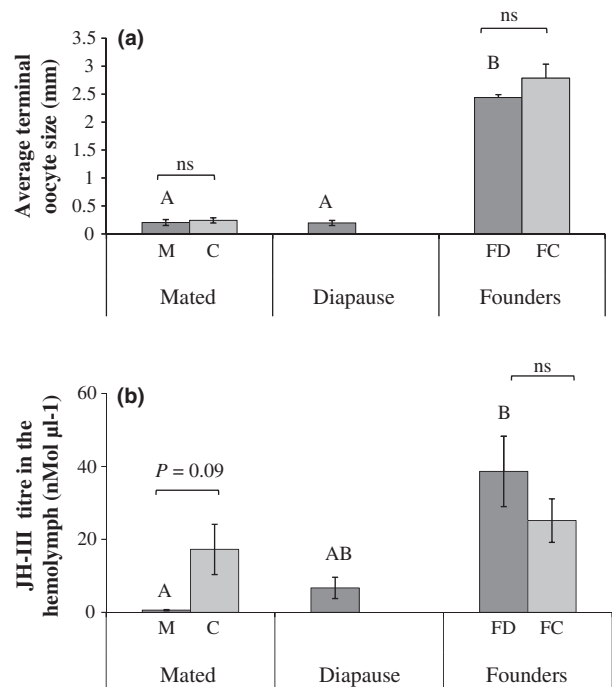 (a)
ns
3.5
3
2.5
2
1.5
1
0.5
0
Average terminal
oocyte size (mm)
ns
A
A
B
M C FD FC
Mated Diapause Founders
(b)
ns
60
40
20
0
JH-III titre in the
hemolymph (nMol µl-1)
P = 0.09
A
AB
B
M C FD FC
Mated Diapause Founders